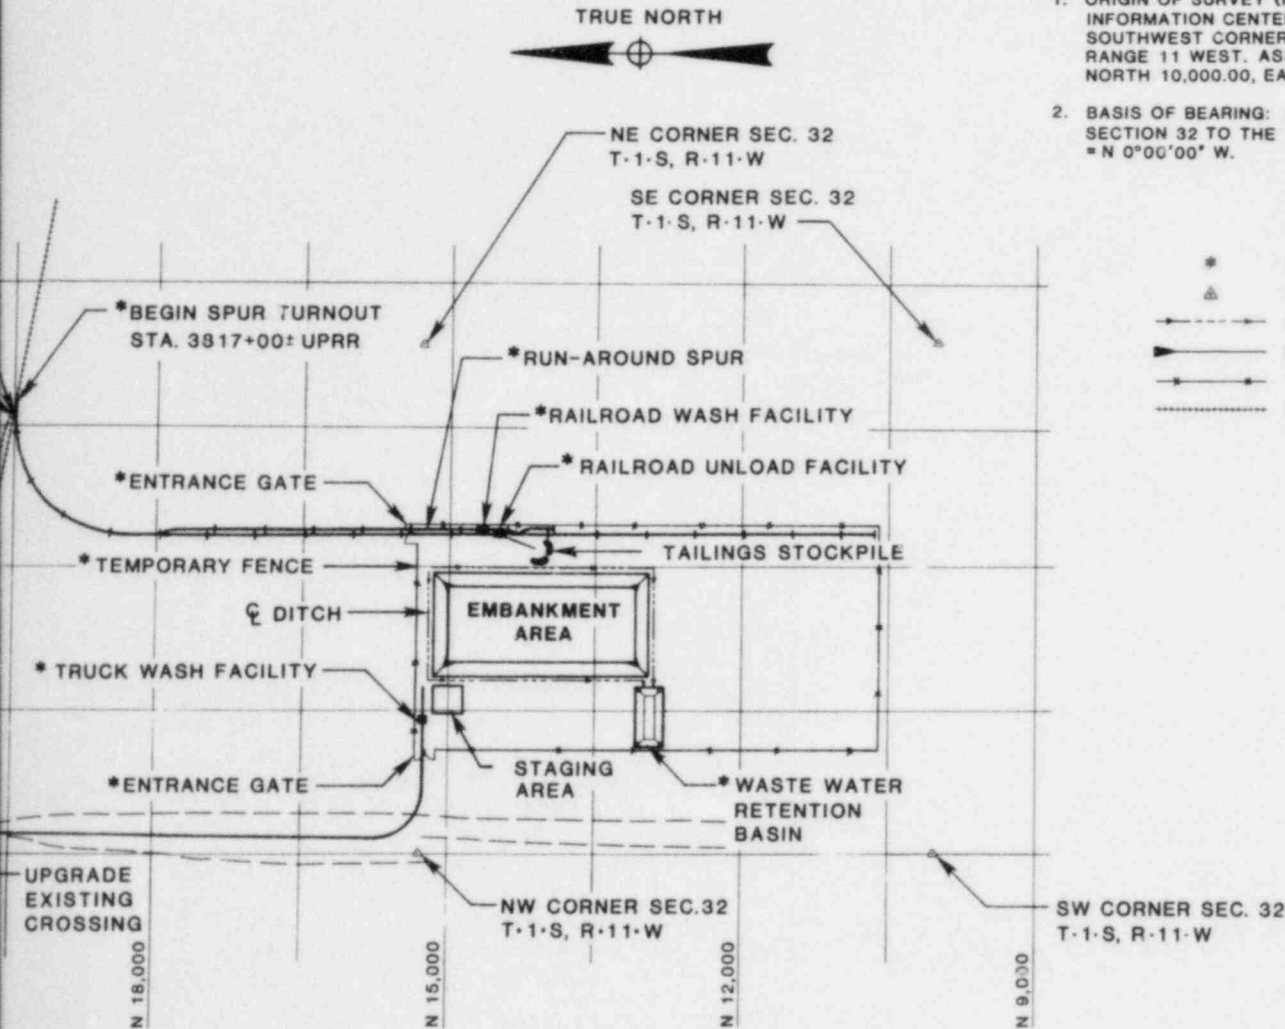 TRUE NORTH
1. ORIGIN OF SURVEY
INFORMATION CENTER
SOUTHWEST CORNER
RANGE 11 WEST. AS
NORTH 10,000.00, EA
2. BASIS OF BEARING:
SECTION 32 TO THE
= N 0°00'00" W.
NE CORNER SEC. 32
T·1·S, R·11·W
SE CORNER SEC. 32
T·1·S, R·11·W
*BEGIN SPUR TURNOUT
STA. 3817+00± UPRR
*RUN-AROUND SPUR
*RAILROAD WASH FACILITY
*RAILROAD UNLOAD FACILITY
*ENTRANCE GATE
*TEMPORARY FENCE
TAILINGS STOCKPILE
℄ DITCH
EMBANKMENT
AREA
*TRUCK WASH FACILITY
*ENTRANCE GATE
STAGING
AREA
*WASTE WATER
RETENTION
BASIN
UPGRADE
EXISTING
CROSSING
NW CORNER SEC.32
T·1·S, R·11·W
SW CORNER SEC. 32
T·1·S, R·11·W
N 18,000
N 15,000
N 12,000
N 9,000